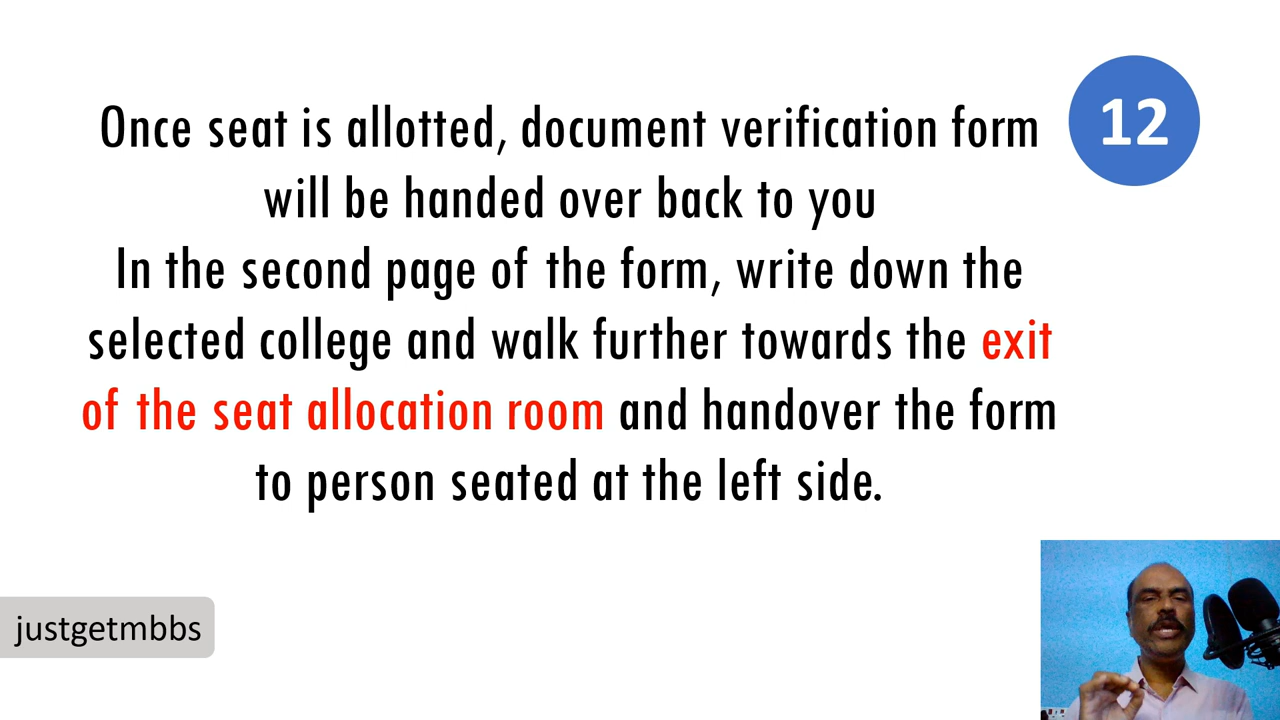 Once seat is allotted, document verification form
12
will be handed over back to you
In the second page of the form, write down the
selected college and walk further towards the exit
of the seat allocation room and handover the form
to person seated at the left side.
justgetmbbs